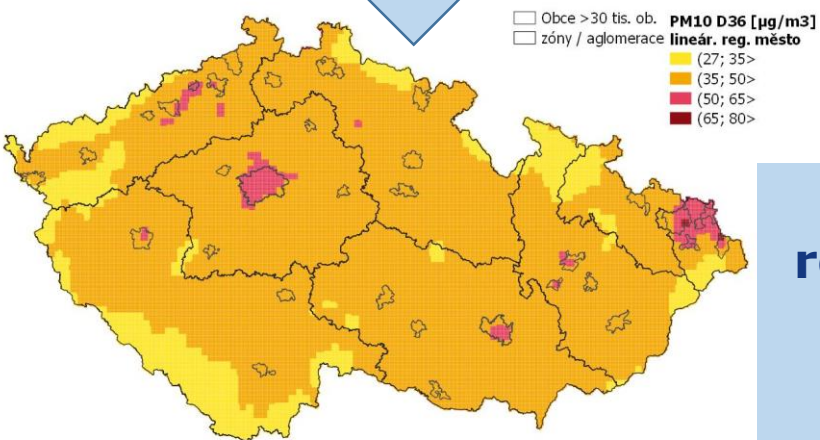 Obce >30 tis. ob.
zóny / aglomerace
PM10 D36 [µg/m3]
lineár. reg. město
(27; 35>
(35; 50>
(50; 65>
(65; 80>